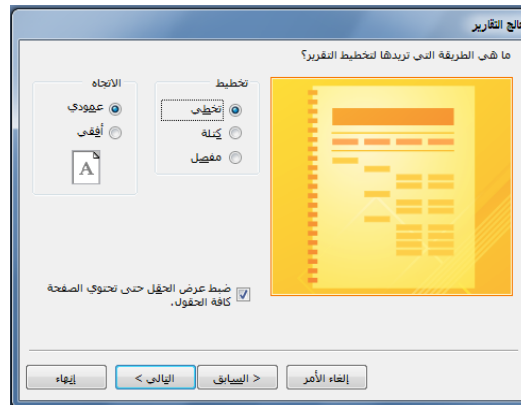 معالج التقارير
ما هي الطريقة التي تريدها لتخطيط التقرير؟
تخطيط
تخطي
كتلة
مفصل
الاتجاه
عمودي
أفقي
A
ضبط عرض الحقل حتى تحتوي الصفحة
كافة الحقول.
إلغاء الأمر
< السابق
التالي >
إنهاء